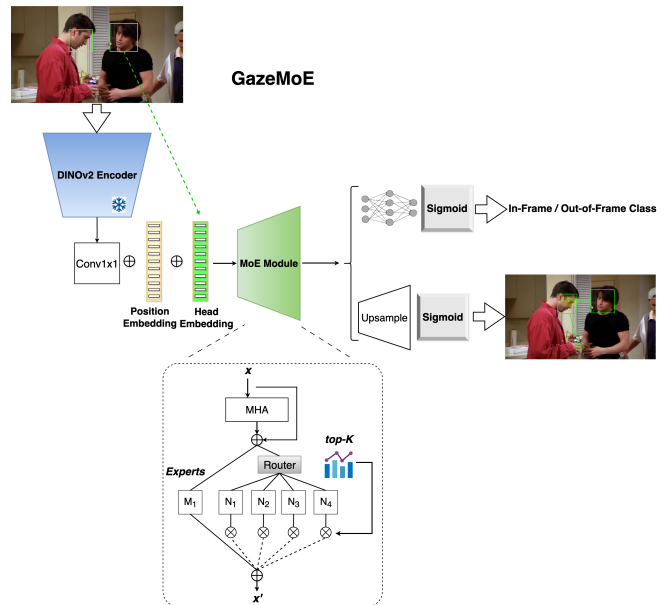 GazeMoE
DINOv2 Encoder
Conv1x1
Position
Embedding
Head
Embedding
MoE Module
Sigmoid
In-Frame / Out-of-Frame Class
Upsample
Sigmoid
x
MHA
top-K
Experts
Router
M1
N1
N2
N3
N4
x'